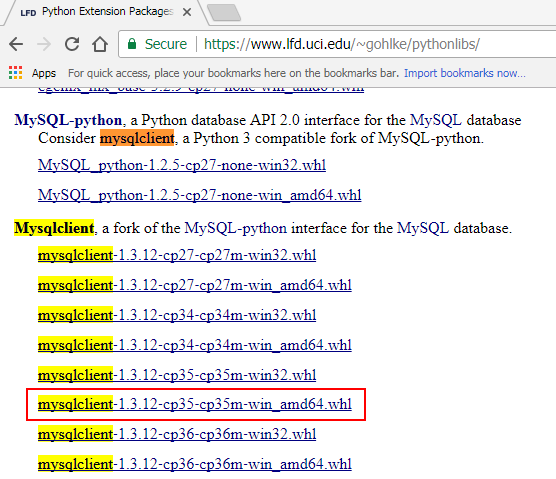 LFD Python Extension Packages
Secure https://www.lfd.uci.edu/~gohlke/pythonlibs/
Apps For quick access, place your bookmarks here on the bookmarks bar. Import bookmarks now...
MySQL-python, a Python database API 2.0 interface for the MySQL database
Consider mysqlclient, a Python 3 compatible fork of MySQL-python.
MySQL_python-1.2.5-cp27-none-win32.whl
MySQL_python-1.2.5-cp27-none-win_amd64.whl
Mysqlclient, a fork of the MySQL-python interface for the MySQL database.
mysqlclient-1.3.12-cp27-cp27m-win32.whl
mysqlclient-1.3.12-cp27-cp27m-win_amd64.whl
mysqlclient-1.3.12-cp34-cp34m-win32.whl
mysqlclient-1.3.12-cp34-cp34m-win_amd64.whl
mysqlclient-1.3.12-cp35-cp35m-win32.whl
mysqlclient-1.3.12-cp35-cp35m-win_amd64.whl
mysqlclient-1.3.12-cp36-cp36m-win32.whl
mysqlclient-1.3.12-cp36-cp36m-win_amd64.whl